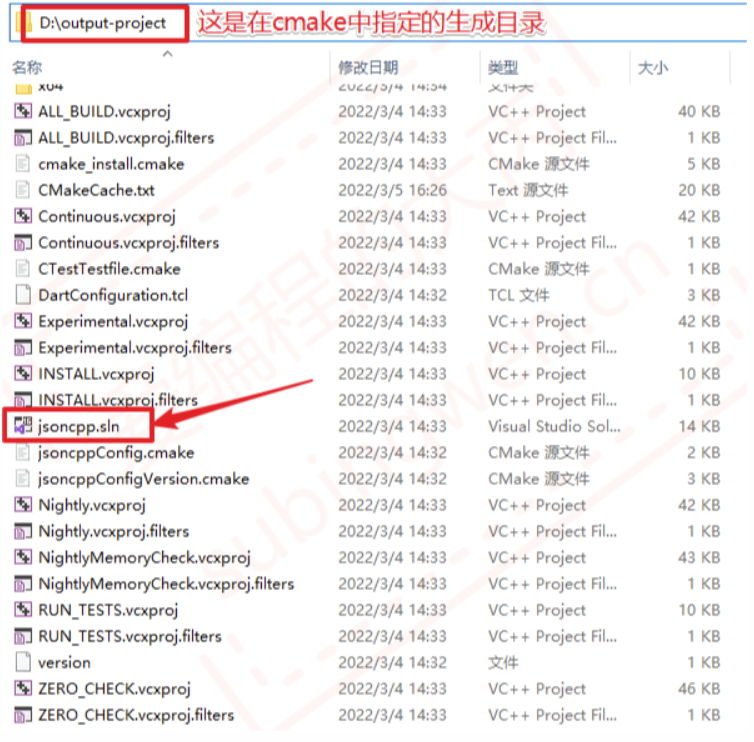 D:\output-project 这是在cmake中指定的生成目录
名称 修改日期 类型 大小
x64 2022/3/4 14:34 文件夹
ALL_BUILD.vcxproj 2022/3/4 14:33 VC++ Project 40 KB
ALL_BUILD.vcxproj.filters 2022/3/4 14:33 VC++ Project Fil... 1 KB
cmake_install.cmake 2022/3/4 14:33 CMake 源文件 5 KB
CMakeCache.txt 2022/3/5 16:26 Text 源文件 20 KB
Continuous.vcxproj 2022/3/4 14:33 VC++ Project 42 KB
Continuous.vcxproj.filters 2022/3/4 14:33 VC++ Project Fil... 1 KB
CTestTestfile.cmake 2022/3/4 14:33 CMake 源文件 1 KB
DartConfiguration.tcl 2022/3/4 14:32 TCL 文件 3 KB
Experimental.vcxproj 2022/3/4 14:33 VC++ Project 42 KB
Experimental.vcxproj.filters 2022/3/4 14:33 VC++ Project Fil... 1 KB
INSTALL.vcxproj 2022/3/4 14:33 VC++ Project 10 KB
INSTALL.vcxproj.filters 2022/3/4 14:33 VC++ Project Fil... 1 KB
jsoncpp.sln 2022/3/4 14:33 Visual Studio Sol... 14 KB
jsoncppConfig.cmake 2022/3/4 14:32 CMake 源文件 2 KB
jsoncppConfigVersion.cmake 2022/3/4 14:32 CMake 源文件 3 KB
Nightly.vcxproj 2022/3/4 14:33 VC++ Project 42 KB
Nightly.vcxproj.filters 2022/3/4 14:33 VC++ Project Fil... 1 KB
NightlyMemoryCheck.vcxproj 2022/3/4 14:33 VC++ Project 43 KB
NightlyMemoryCheck.vcxproj.filters 2022/3/4 14:33 VC++ Project Fil... 1 KB
RUN_TESTS.vcxproj 2022/3/4 14:33 VC++ Project 10 KB
RUN_TESTS.vcxproj.filters 2022/3/4 14:33 VC++ Project Fil... 1 KB
version 2022/3/4 14:32 文件 1 KB
ZERO_CHECK.vcxproj 2022/3/4 14:33 VC++ Project 46 KB
ZERO_CHECK.vcxproj.filters 2022/3/4 14:33 VC++ Project Fil... 1 KB